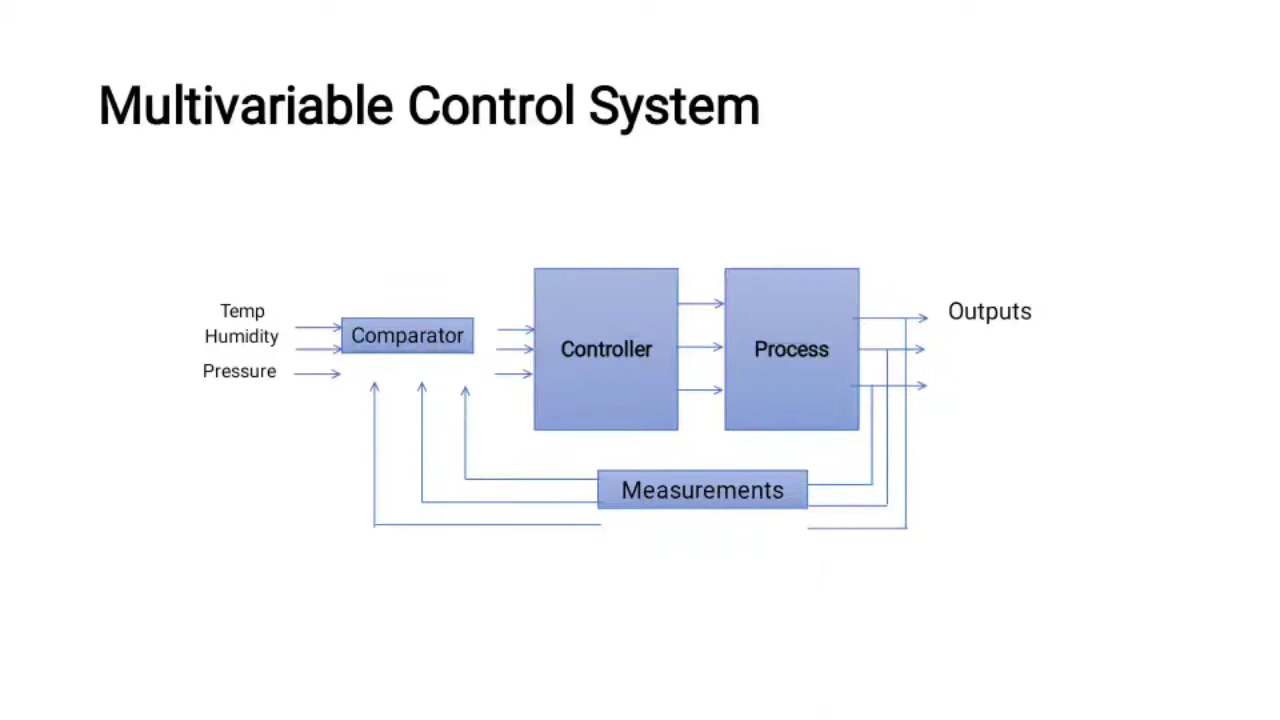 Multivariable Control System
Temp
Humidity
Pressure
Comparator
Controller
Process
Outputs
Measurements